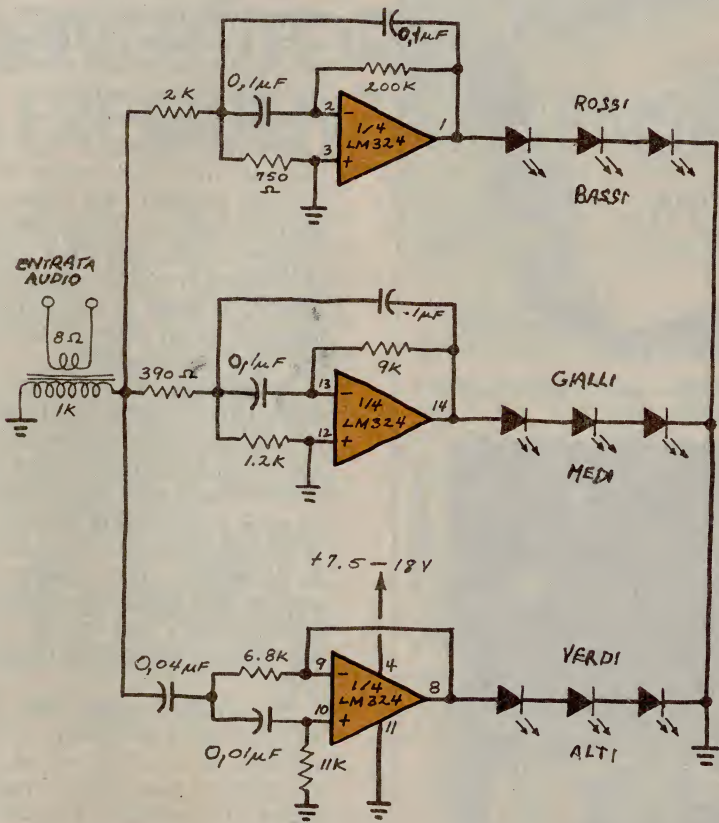 0,1µF
0,1µF
200K
2K
2
1
1/4
LM324
3
750
Ω
ROSSI
BASSI
ENTRATA
AUDIO
8Ω
1K
.1µF
0,1µF
9K
390 Ω
13
14
1/4
LM324
12
1.2K
GIALLI
MEDI
+7.5 – 18V
0,04µF
6.8K
9
4
8
1/4
LM324
10
11
0,01µF
11K
VERDI
ALTI